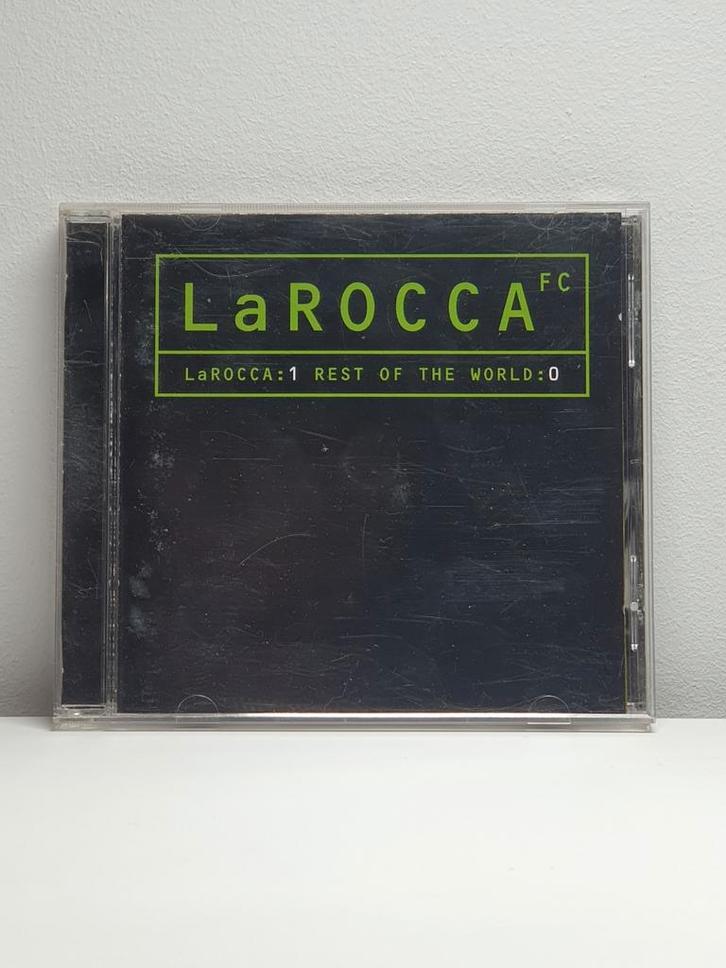 LaROCCA FC
LaROCCA:1 REST OF THE WORLD:0